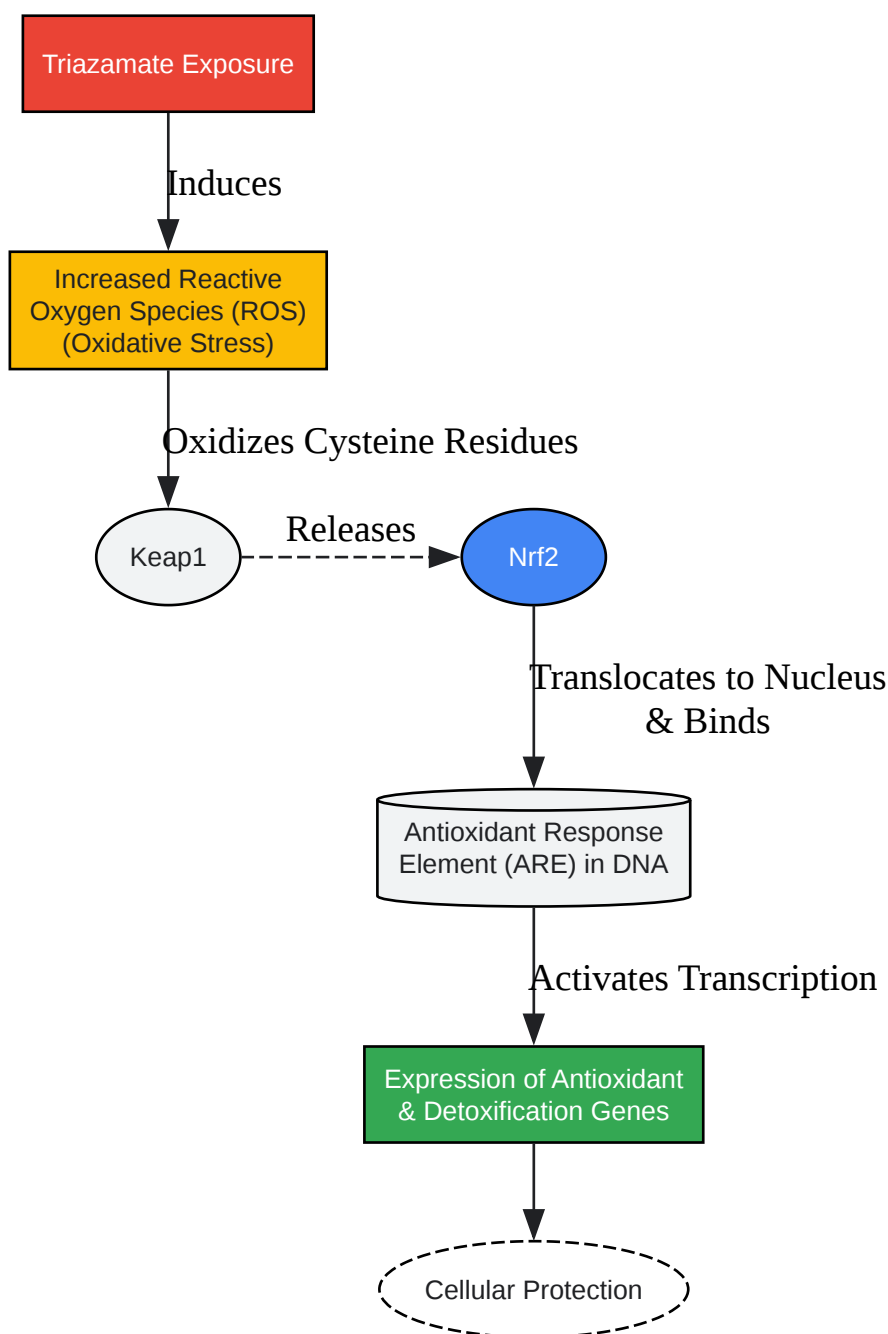 Triazamate Exposure
Induces
Increased Reactive
Oxygen Species (ROS)
(Oxidative Stress)
Oxidizes Cysteine Residues
Keap1
Releases
Nrf2
Translocates to Nucleus
& Binds
Antioxidant Response
Element (ARE) in DNA
Activates Transcription
Expression of Antioxidant
& Detoxification Genes
Cellular Protection